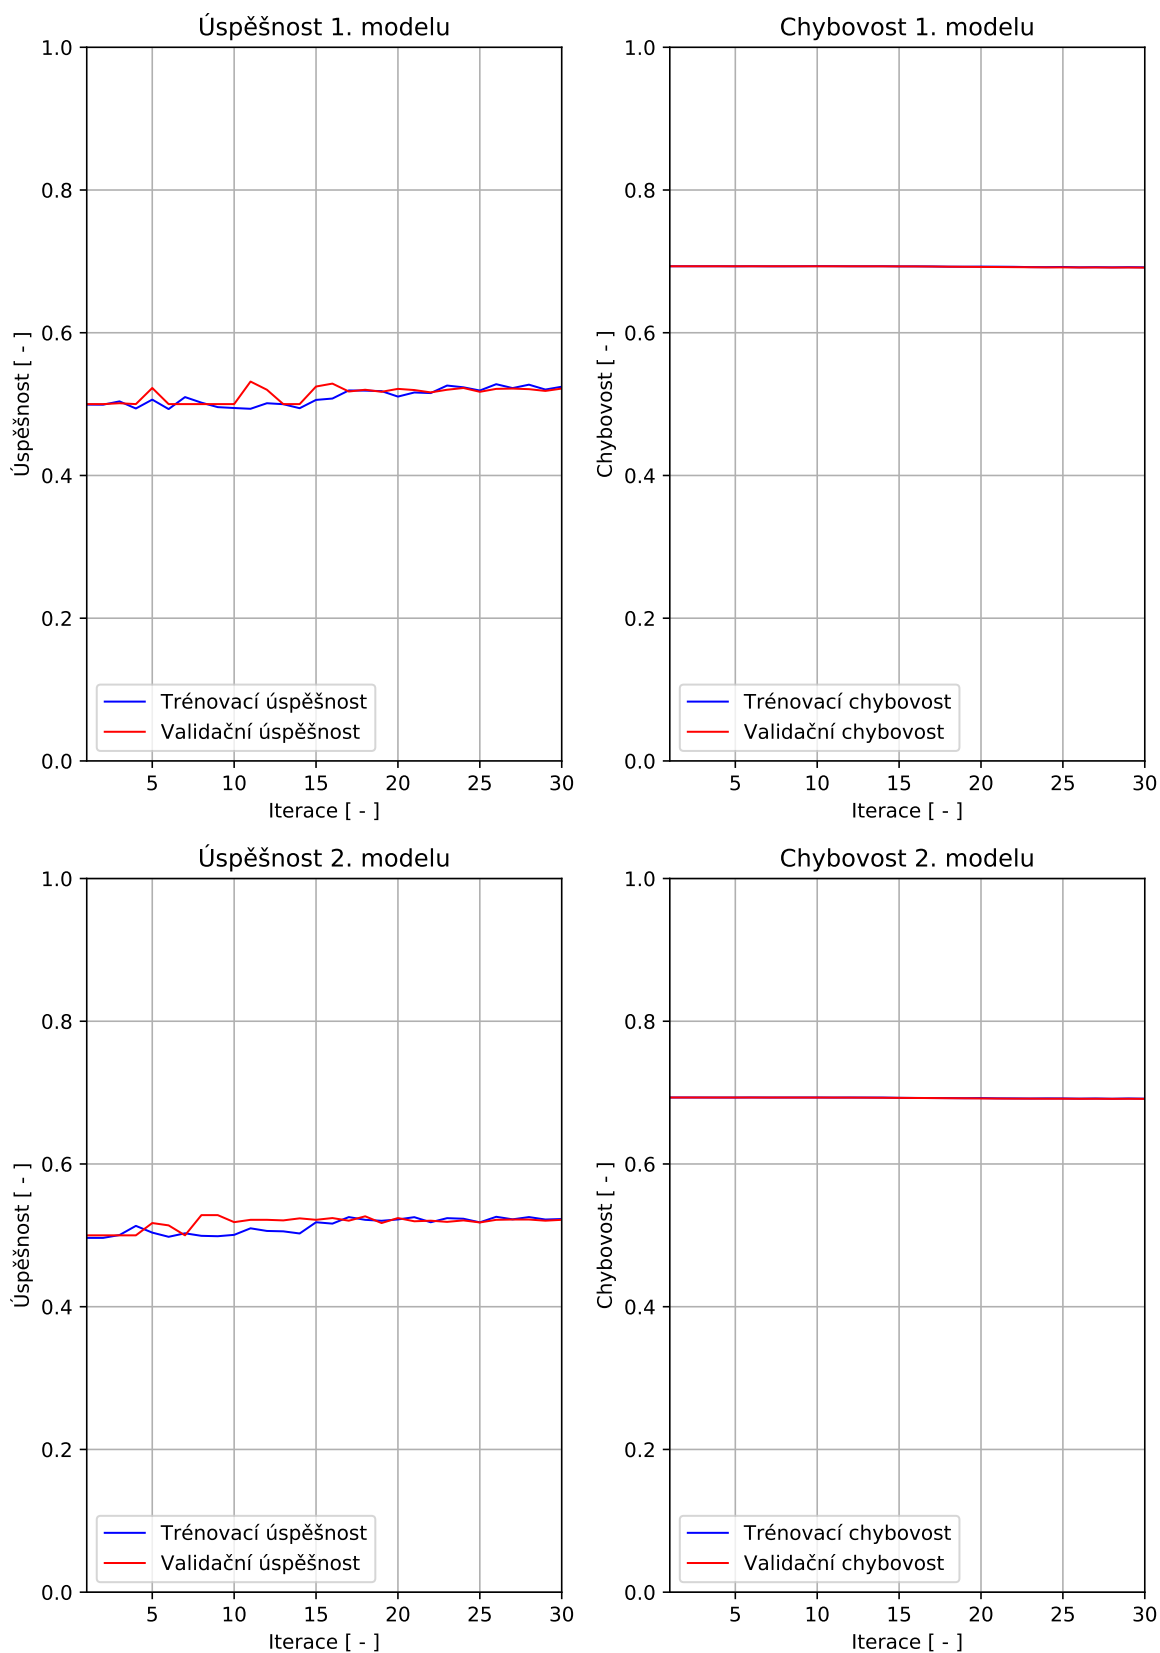 Úspěšnost 1. modelu
1.0
0.8
0.6
0.4
0.2
0.0
Úspěšnost [ - ]
Trénovací úspěšnost
Validační úspěšnost
5 10 15 20 25 30
Iterace [ - ]
Chybovost 1. modelu
1.0
0.8
0.6
0.4
0.2
0.0
Chybovost [ - ]
Trénovací chybovost
Validační chybovost
5 10 15 20 25 30
Iterace [ - ]
Úspěšnost 2. modelu
1.0
0.8
0.6
0.4
0.2
0.0
Úspěšnost [ - ]
Trénovací úspěšnost
Validační úspěšnost
5 10 15 20 25 30
Iterace [ - ]
Chybovost 2. modelu
1.0
0.8
0.6
0.4
0.2
0.0
Chybovost [ - ]
Trénovací chybovost
Validační chybovost
5 10 15 20 25 30
Iterace [ - ]